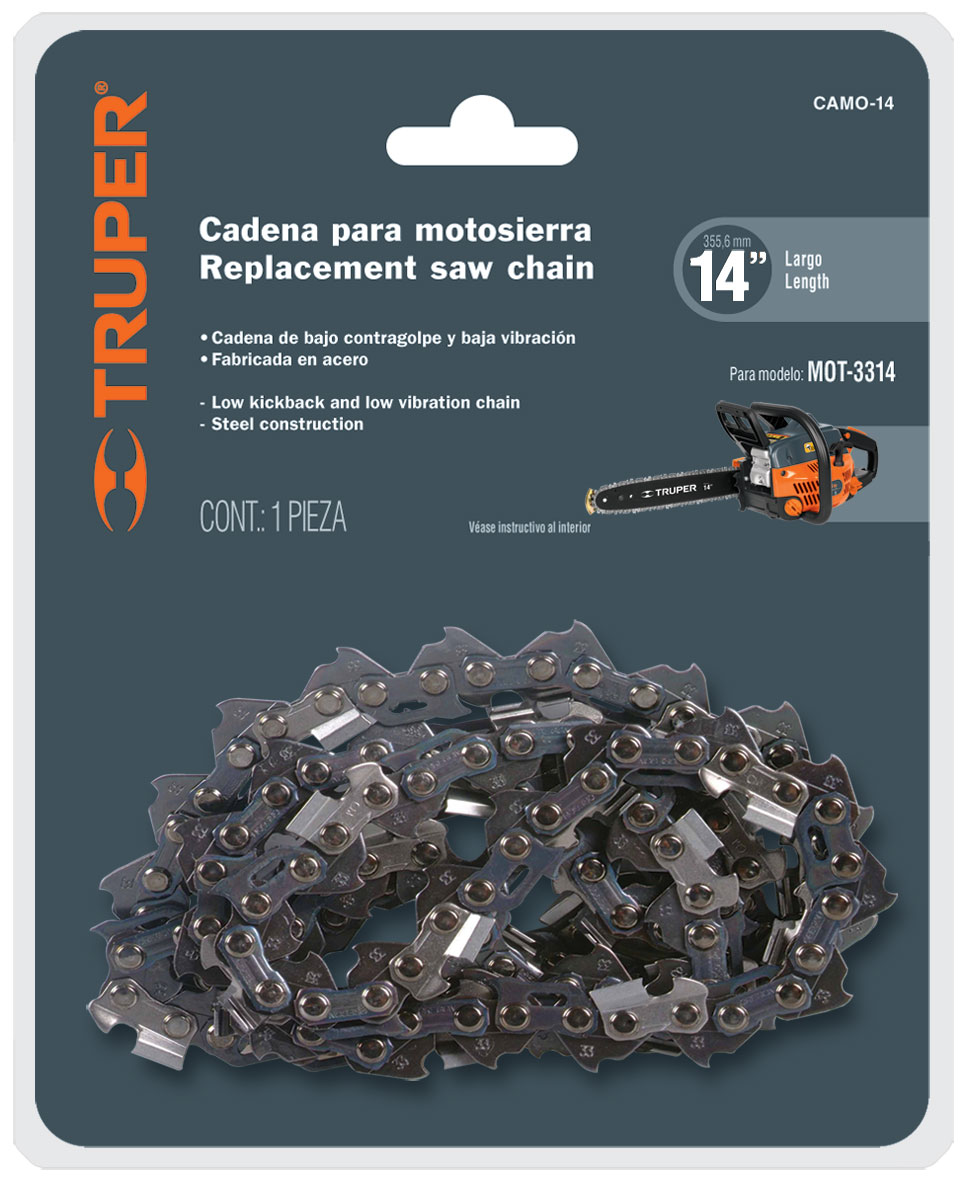 CAMO-14
TRUPER®
Cadena para motosierra
Replacement saw chain
355,6 mm
14”
Largo
Length
• Cadena de bajo contragolpe y baja vibración
• Fabricada en acero
- Low kickback and low vibration chain
- Steel construction
Para modelo: MOT-3314
TRUPER 14"
CONT.: 1 PIEZA
Véase instructivo al interior